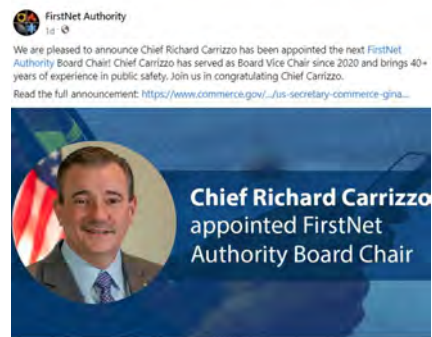 FirstNet Authority
1d
We are pleased to announce Chief Richard Carrizzo has been appointed the next FirstNet
Authority Board Chair! Chief Carrizzo has served as Board Vice Chair since 2020 and brings 40+
years of experience in public safety. Join us in congratulating Chief Carrizzo.
Read the full announcement: https://www.commerce.gov/.../us-secretary-commerce-gina...
Chief Richard Carrizzo
appointed FirstNet
Authority Board Chair